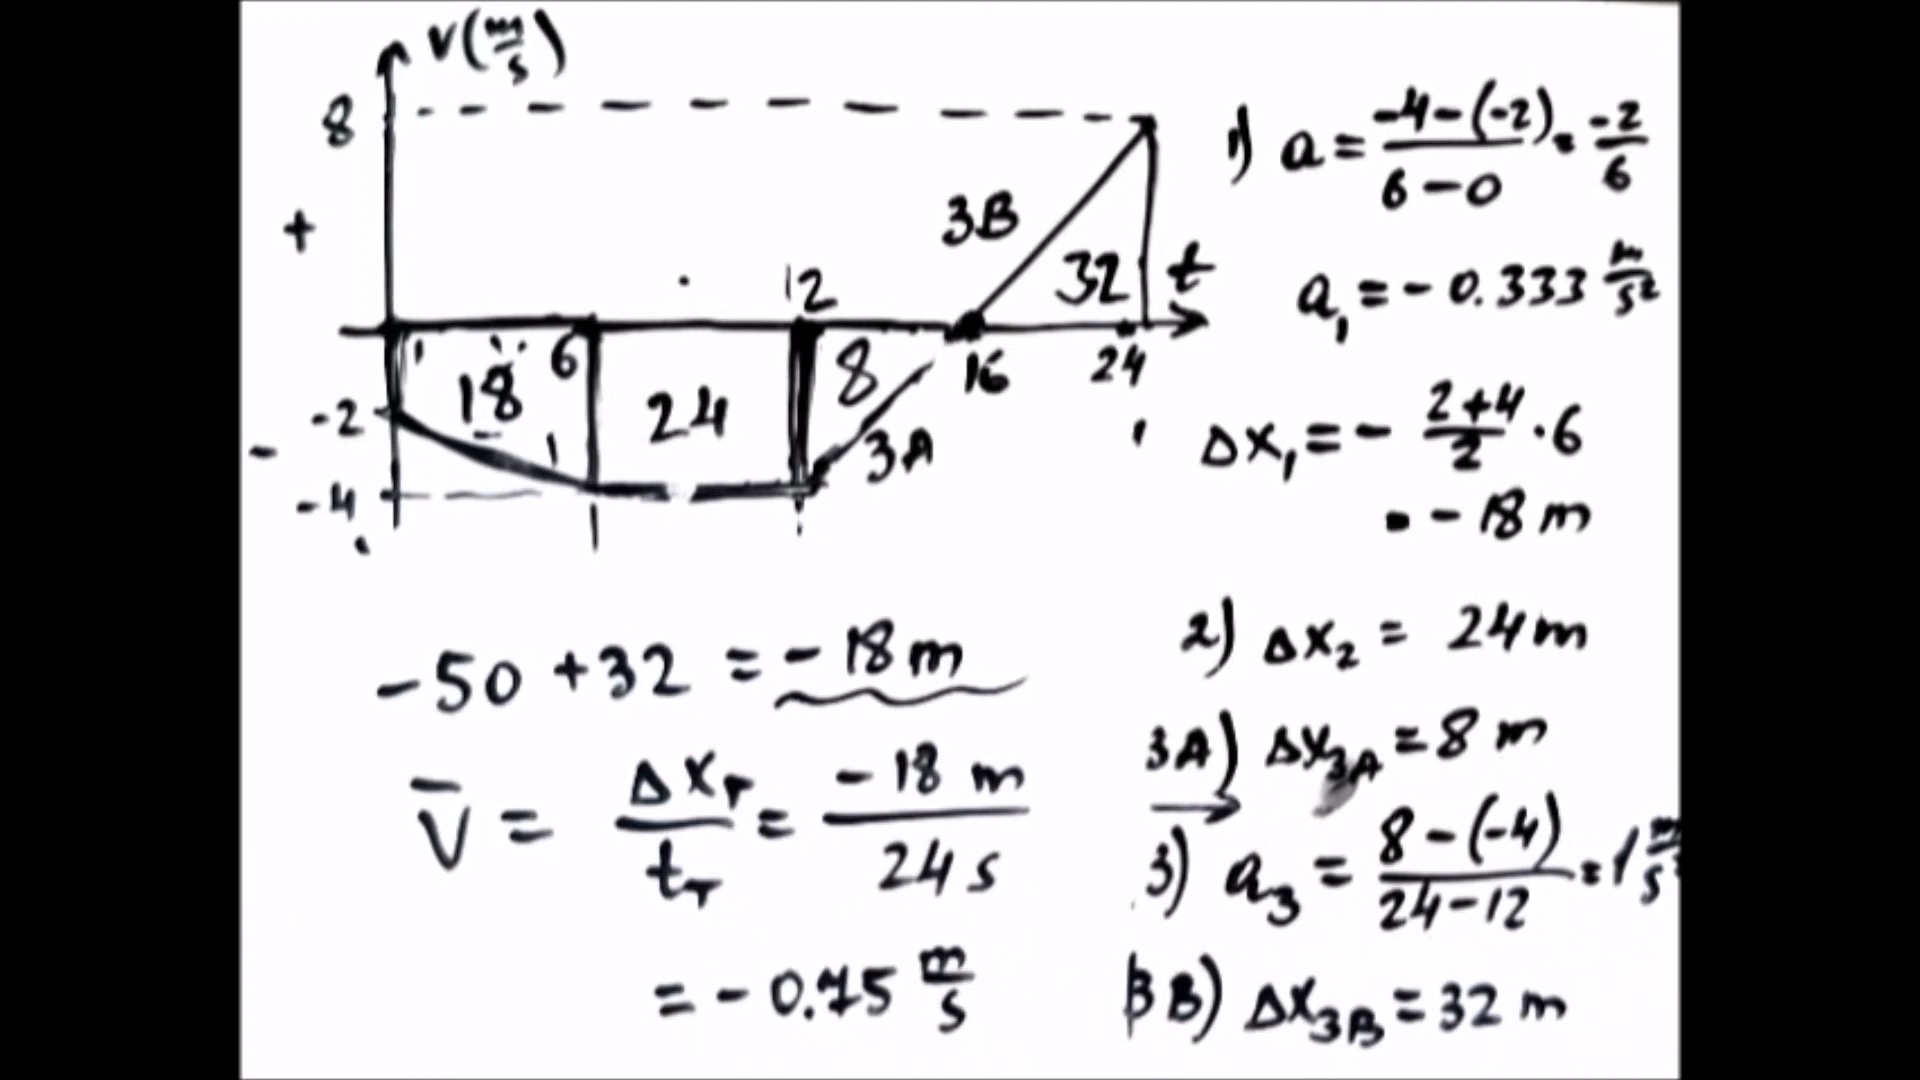 v(m/s)
8
+
12
3B
32
t
6
16
24
18
24
8
3A
-2
-
-4
1) a = -4-(-2)/6-0 = -2/6
a₁ = - 0.333 m/s²
Δx₁ = - 2+4/2 · 6
= - 18 m
2) Δx₂ = 24 m
3A) Δx₃A = 8 m
3) a₃ = 8-(-4)/24-12 = 1 m/s²
3B) Δx₃B = 32 m
-50 + 32 = - 18 m
v̄ = Δx_T/t_T = - 18 m/24 s
= - 0.75 m/s